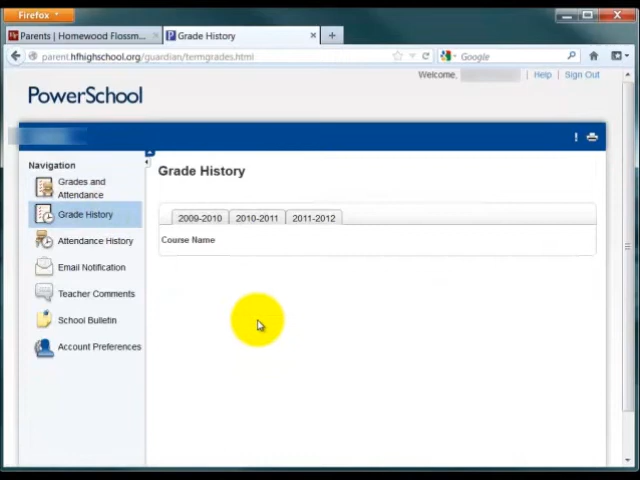 Firefox
Parents | Homewood Flossm...
Grade History
parent.hfhighschool.org/guardian/termgrades.html
Google
Welcome,
Help
Sign Out
PowerSchool
Navigation
Grades and
Attendance
Grade History
Attendance History
Email Notification
Teacher Comments
School Bulletin
Account Preferences
Grade History
2009-2010
2010-2011
2011-2012
Course Name